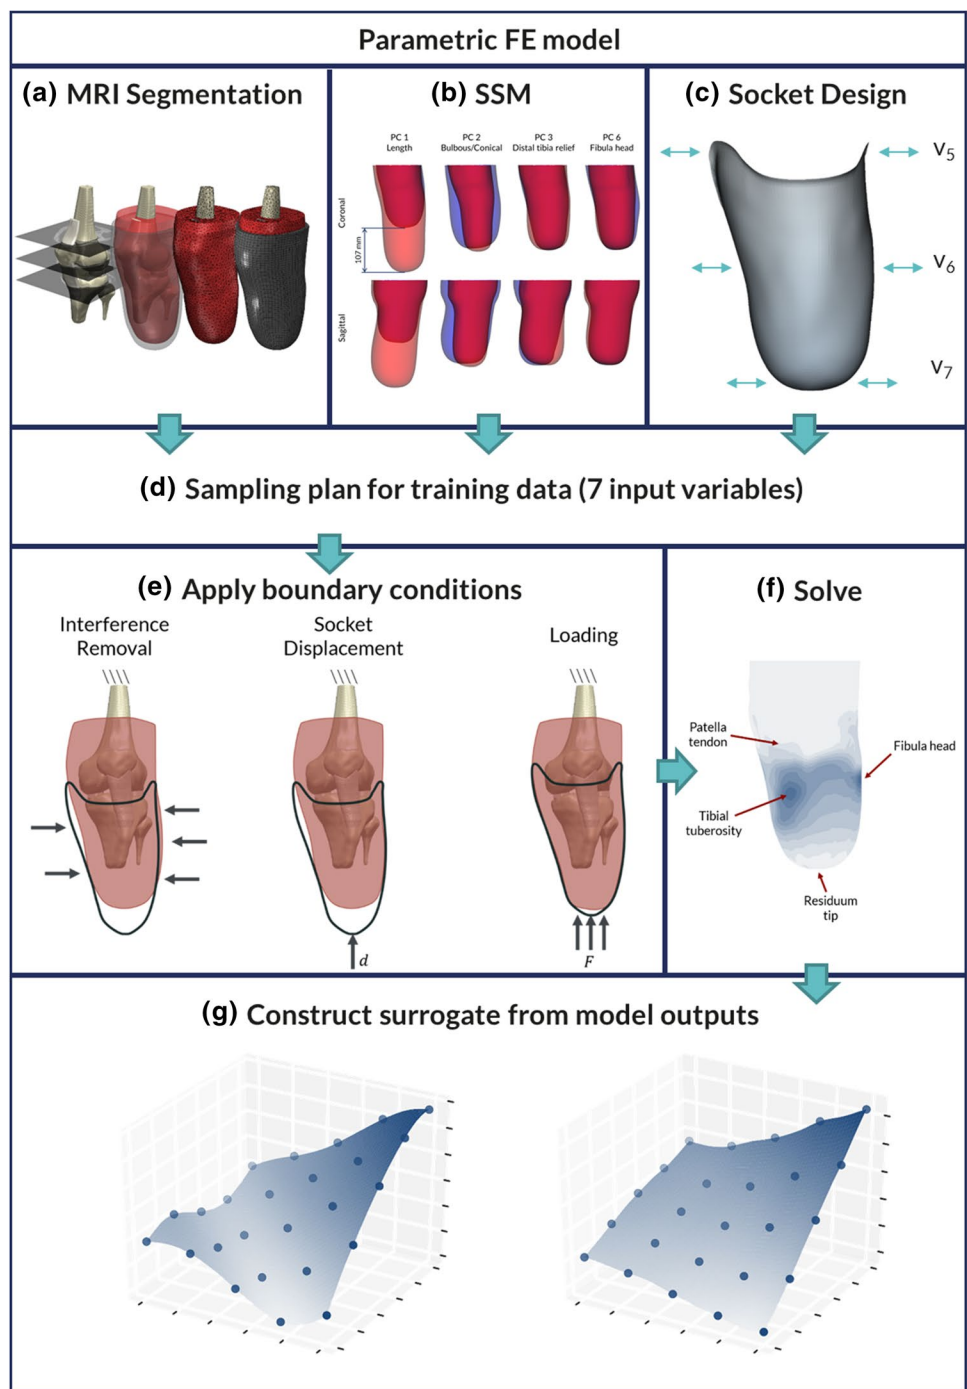 Parametric FE model
(a) MRI Segmentation
(b) SSM
PC 1
Length
PC 2
Bulbous/Conical
PC 3
Distal tibia relief
PC 6
Fibula head
Coronal
107 mm
Sagittal
(c) Socket Design
v5
v6
v7
(d) Sampling plan for training data (7 input variables)
(e) Apply boundary conditions
Interference
Removal
Socket
Displacement
Loading
d
F
(f) Solve
Patella
tendon
Fibula head
Tibial
tuberosity
Residuum
tip
(g) Construct surrogate from model outputs